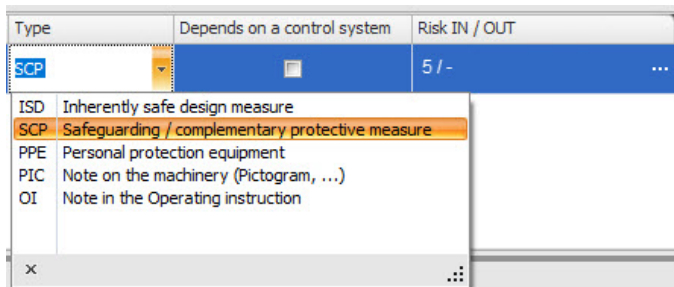 Type Depends on a control system Risk IN / OUT
SCP 5 / - ...
ISD Inherently safe design measure
SCP Safeguarding / complementary protective measure
PPE Personal protection equipment
PIC Note on the machinery (Pictogram, ...)
OI Note in the Operating instruction
x